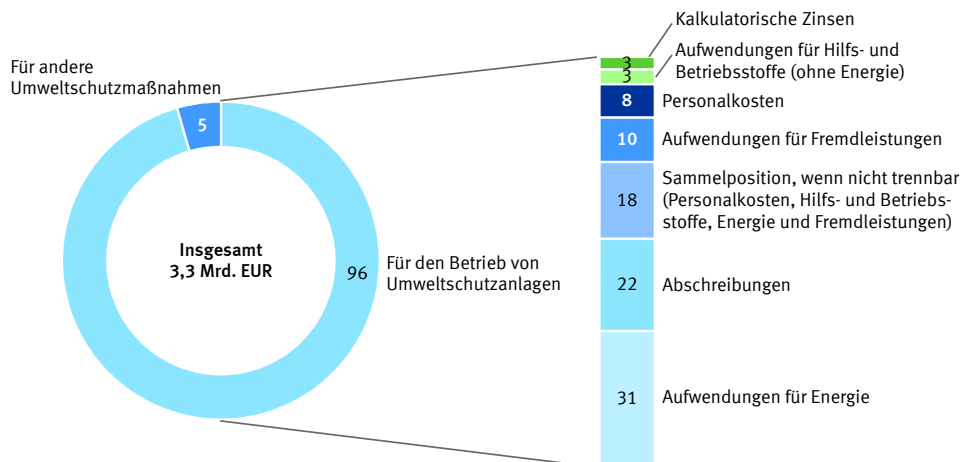 Für andere
Umweltschutzmaßnahmen
5
Insgesamt
3,3 Mrd. EUR
96
Für den Betrieb von
Umweltschutzanlagen
Kalkulatorische Zinsen
3
Aufwendungen für Hilfs- und
Betriebsstoffe (ohne Energie)
3
8
Personalkosten
10
Aufwendungen für Fremdleistungen
18
Sammelposition, wenn nicht trennbar
(Personalkosten, Hilfs- und Betriebs-
stoffe, Energie und Fremdleistungen)
22
Abschreibungen
31
Aufwendungen für Energie